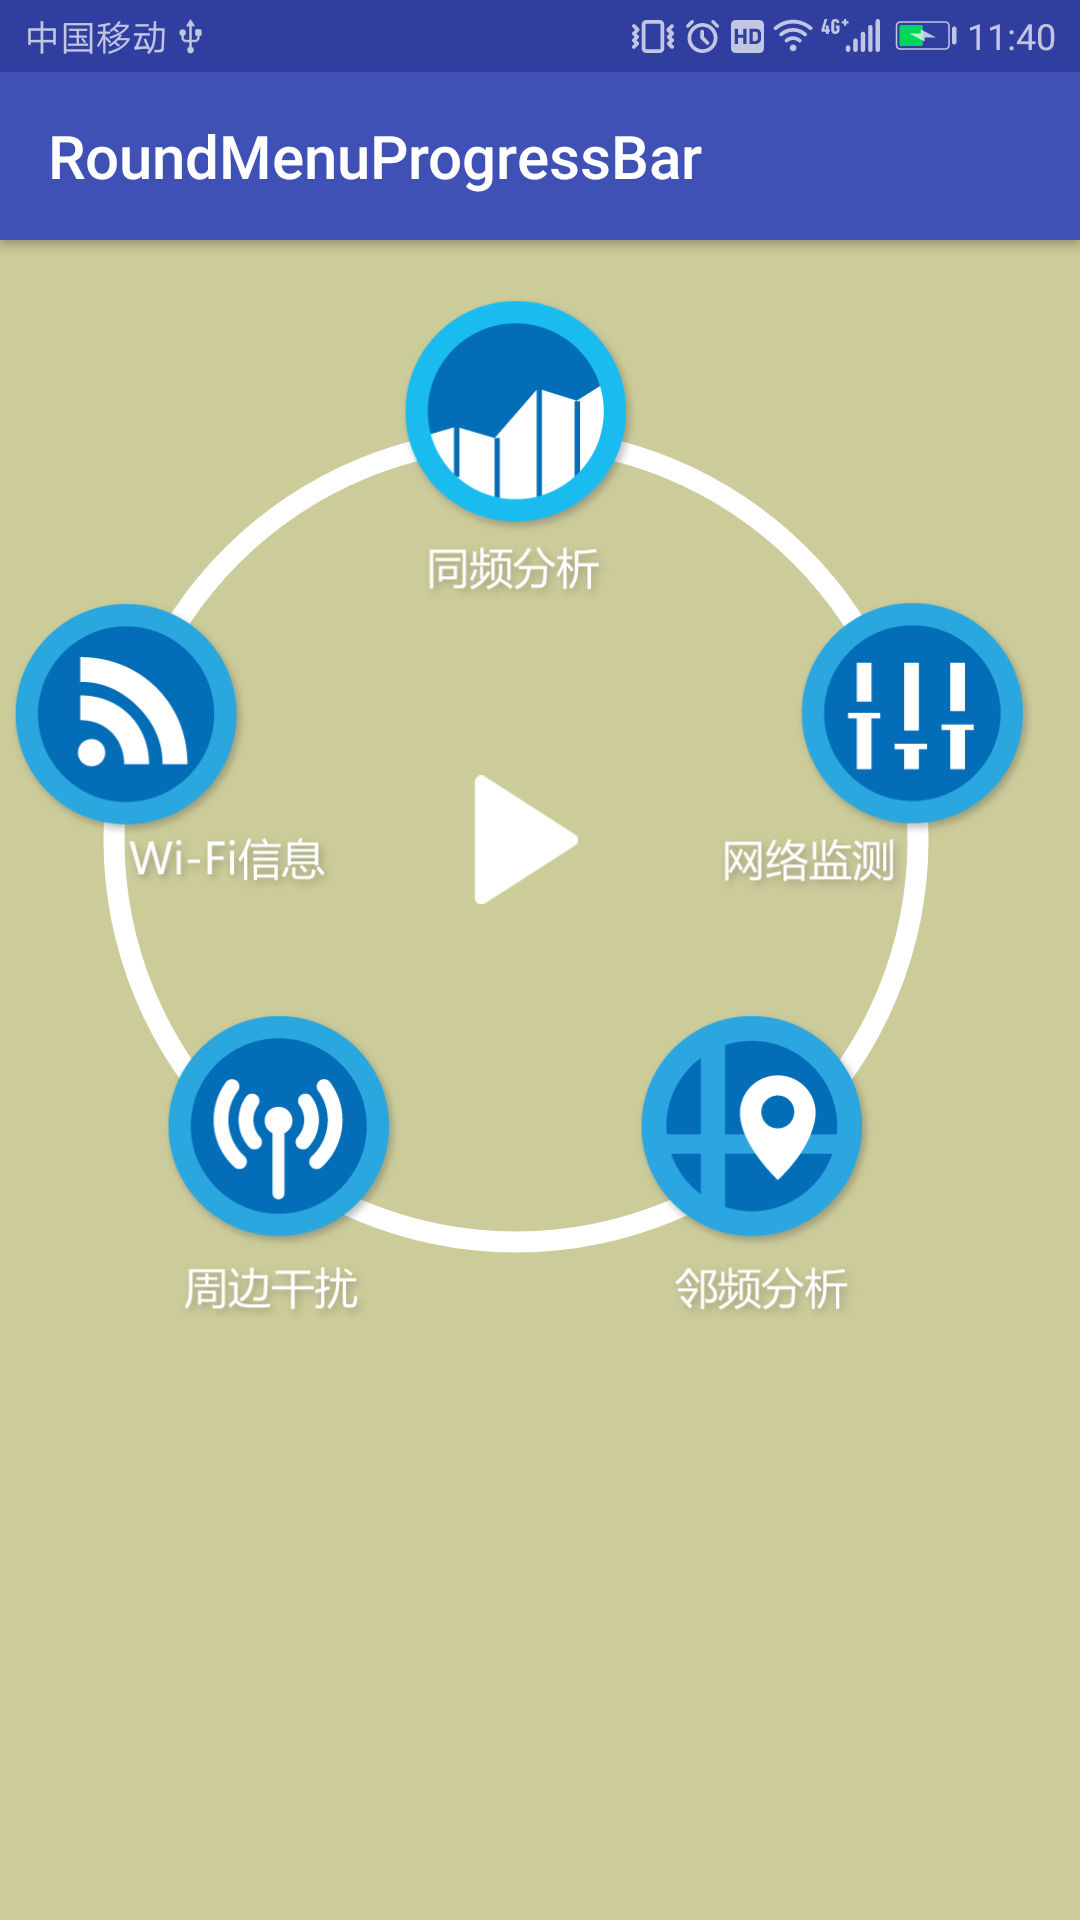 中国移动 HD 4G+ 11:40
RoundMenuProgressBar
同频分析
Wi-Fi信息
网络监测
周边干扰
邻频分析